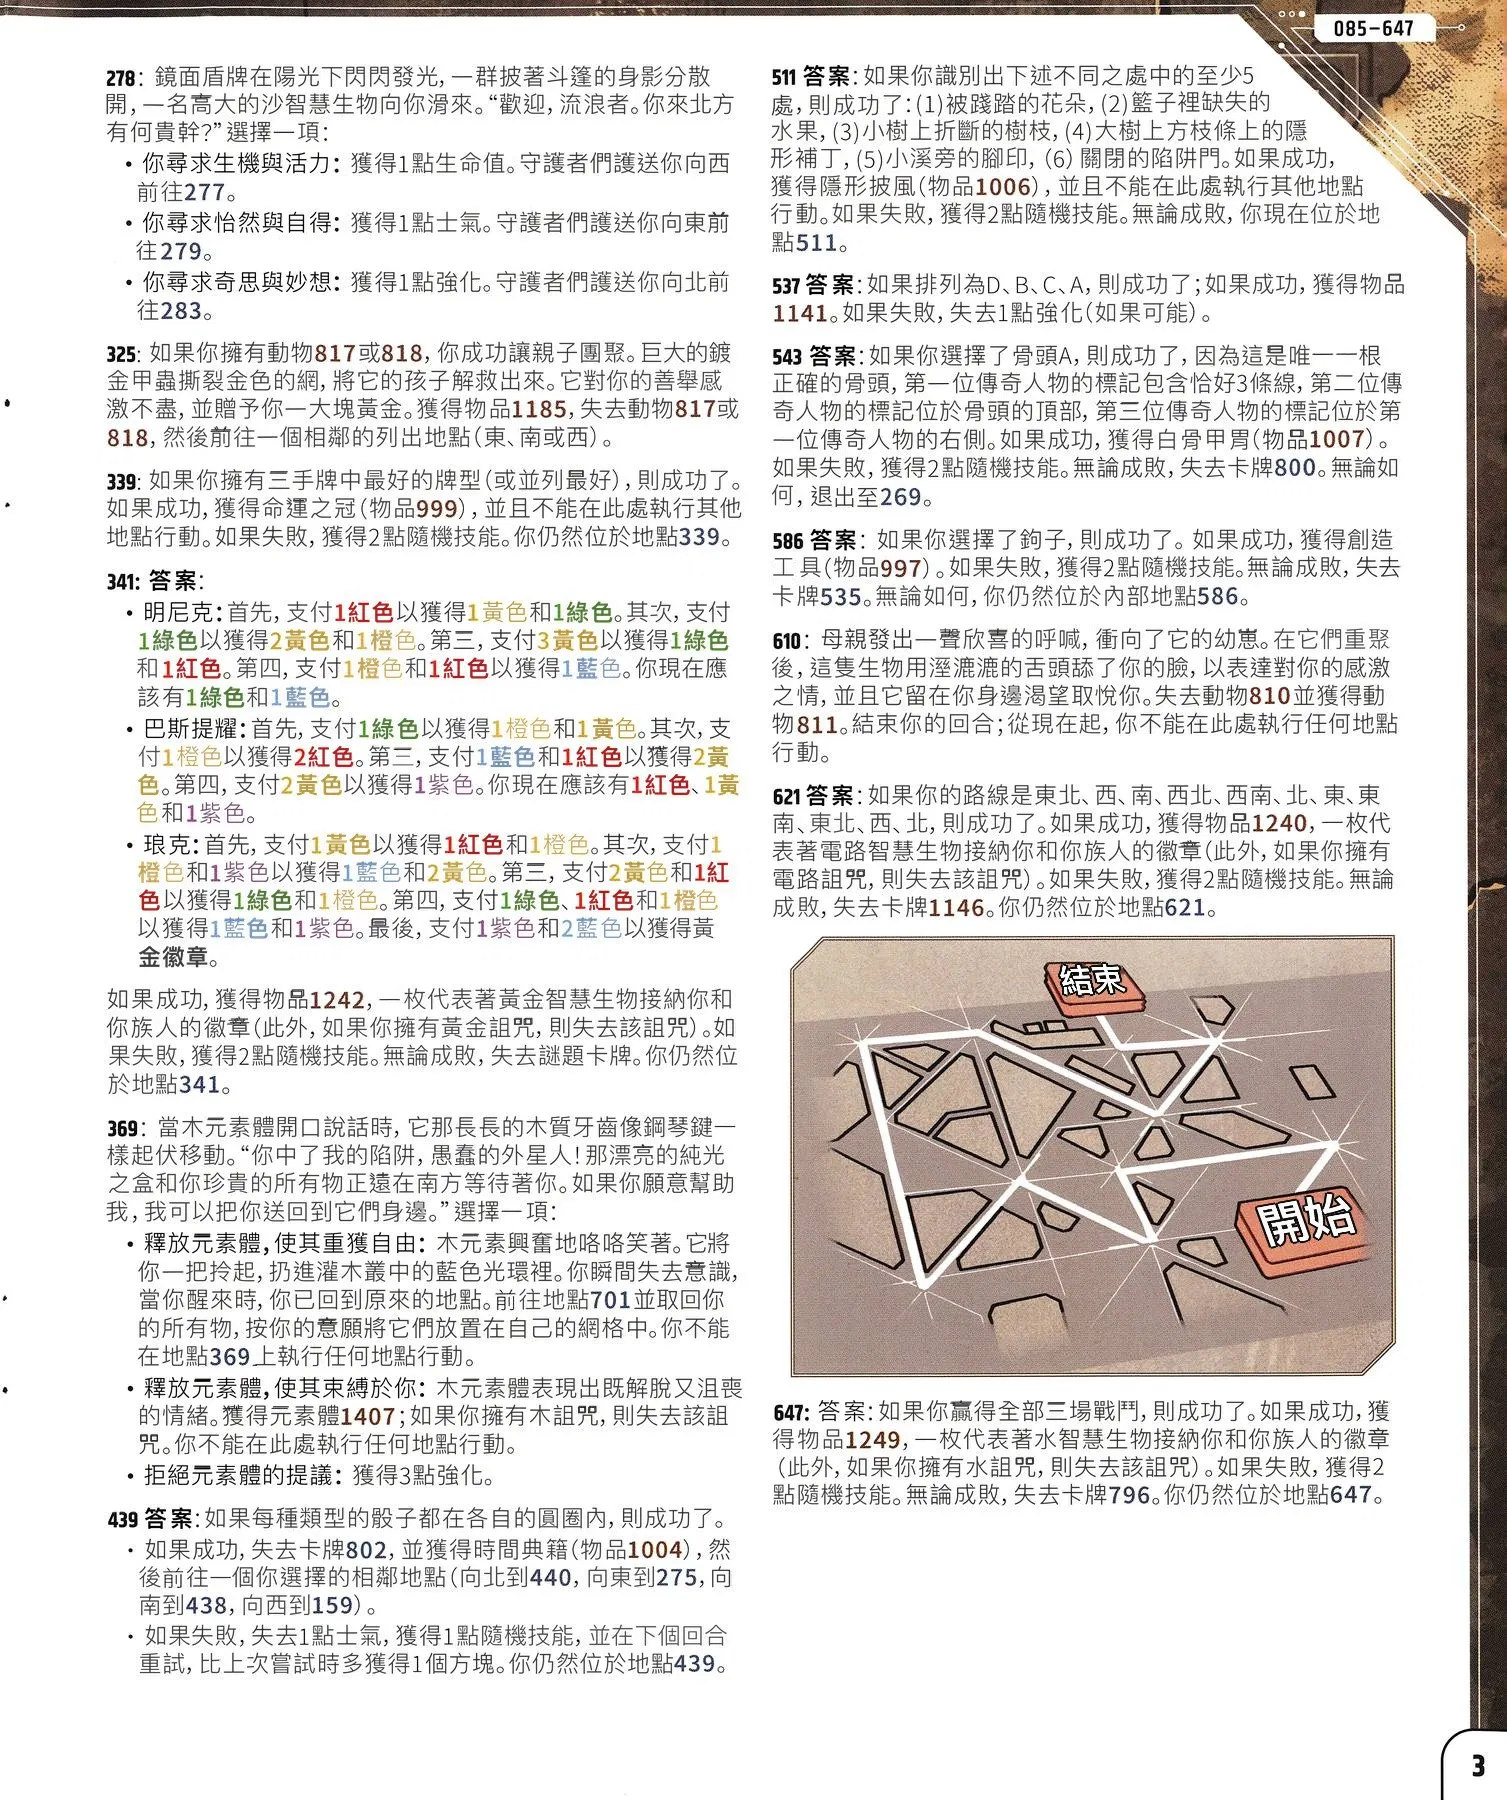 085-647
278: 鏡面盾牌在陽光下閃閃發光，一群披著斗篷的身影分散
開，一名高大的沙智慧生物向你滑來。“歡迎，流浪者。你來北方
有何貴幹?”選擇一項:
• 你尋求生機與活力: 獲得1點生命值。守護者們護送你向西
前往277。
• 你尋求怡然與自得: 獲得1點士氣。守護者們護送你向東前
往279。
• 你尋求奇思與妙想: 獲得1點強化。守護者們護送你向北前
往283。
325: 如果你擁有動物817或818，你成功讓親子團聚。巨大的鍍
金甲蟲撕裂金色的網，將它的孩子解救出來。它對你的善舉感
激不盡，並贈予你一大塊黃金。獲得物品1185，失去動物817或
818，然後前往一個相鄰的列出地點(東、南或西)。
339: 如果你擁有三手牌中最好的牌型(或並列最好)，則成功了。
如果成功，獲得命運之冠(物品999)，並且不能在此處執行其他
地點行動。如果失敗，獲得2點隨機技能。你仍然位於地點339。
341: 答案:
• 明尼克: 首先，支付1紅色以獲得1黃色和1綠色。其次，支付
1綠色以獲得2黃色和1橙色。第三，支付3黃色以獲得1綠色
和1紅色。第四，支付1橙色和1紅色以獲得1藍色。你現在應
該有1綠色和1藍色。
• 巴斯提耀: 首先，支付1綠色以獲得1橙色和1黃色。其次，支
付1橙色以獲得2紅色。第三，支付1藍色和1紅色以獲得2黃
色。第四，支付2黃色以獲得1紫色。你現在應該有1紅色、1黃
色和1紫色。
• 琅克: 首先，支付1黃色以獲得1紅色和1橙色。其次，支付1
橙色和1紫色以獲得1藍色和2黃色。第三，支付2黃色和1紅
色以獲得1綠色和1橙色。第四，支付1綠色、1紅色和1橙色
以獲得1藍色和1紫色。最後，支付1紫色和2藍色以獲得黃
金徽章。
如果成功，獲得物品1242，一枚代表著黃金智慧生物接納你和
你族人的徽章(此外，如果你擁有黃金詛咒，則失去該詛咒)。如
果失敗，獲得2點隨機技能。無論成敗，失去謎題卡牌。你仍然位
於地點341。
369: 當木元素體開口說話時，它那長長的木質牙齒像鋼琴鍵一
樣起伏移動。“你中了我的陷阱，愚蠢的外星人!那漂亮的純光
之盒和你珍貴的所有物正遠在南方等待著你。如果你願意幫助
我，我可以把你送回到它們身邊。”選擇一項:
• 釋放元素體，使其重獲自由: 木元素興奮地咯咯笑著。它將
你一把拎起，扔進灌木叢中的藍色光環裡。你瞬間失去意識，
當你醒來時，你已回到原來的地點。前往地點701並取回你
的所有物，按你的意願將它們放置在自己的網格中。你不能
在地點369上執行任何地點行動。
• 釋放元素體，使其束縛於你: 木元素體表現出既解脫又沮喪
的情緒。獲得元素體1407; 如果你擁有木詛咒，則失去該詛
咒。你不能在此處執行任何地點行動。
• 拒絕元素體的提議: 獲得3點強化。
439 答案: 如果每種類型的骰子都在各自的圓圈內，則成功了。
· 如果成功，失去卡牌802，並獲得時間典籍(物品1004)，然
後前往一個你選擇的相鄰地點(向北到440，向東到275，向
南到438，向西到159)。
· 如果失敗，失去1點士氣，獲得1點隨機技能，並在下個回合
重試，比上次嘗試時多獲得1個方塊。你仍然位於地點439。
511 答案: 如果你識別出下述不同之處中的至少5
處，則成功了: (1)被踐踏的花朵，(2)籃子裡缺失的
水果，(3)小樹上折斷的樹枝，(4)大樹上方枝條上的隱
形補丁，(5)小溪旁的腳印，(6) 關閉的陷阱門。如果成功，
獲得隱形披風(物品1006)，並且不能在此處執行其他地點
行動。如果失敗，獲得2點隨機技能。無論成敗，你現在位於地
點511。
537 答案: 如果排列為D、B、C、A，則成功了; 如果成功，獲得物品
1141。如果失敗，失去1點強化(如果可能)。
543 答案: 如果你選擇了骨頭A，則成功了，因為這是唯一一根
正確的骨頭，第一位傳奇人物的標記包含恰好3條線，第二位傳
奇人物的標記位於骨頭的頂部，第三位傳奇人物的標記位於第
一位傳奇人物的右側。如果成功，獲得白骨甲冑(物品1007)。
如果失敗，獲得2點隨機技能。無論成敗，失去卡牌800。無論如
何，退出至269。
586 答案: 如果你選擇了鉤子，則成功了。如果成功，獲得創造
工具(物品997)。如果失敗，獲得2點隨機技能。無論成敗，失去
卡牌535。無論如何，你仍然位於內部地點586。
610: 母親發出一聲欣喜的呼喊，衝向了它的幼崽。在它們重聚
後，這隻生物用溼漉漉的舌頭舔了你的臉，以表達對你的感激
之情，並且它留在你身邊渴望取悅你。失去動物810並獲得動
物811。結束你的回合; 從現在起，你不能在此處執行任何地點
行動。
621 答案: 如果你的路線是東北、西、南、西北、西南、北、東、東
南、東北、西、北，則成功了。如果成功，獲得物品1240，一枚代
表著電路智慧生物接納你和你族人的徽章(此外，如果你擁有
電路詛咒，則失去該詛咒)。如果失敗，獲得2點隨機技能。無論
成敗，失去卡牌1146。你仍然位於地點621。
結束
開始
647: 答案: 如果你贏得全部三場戰鬥，則成功了。如果成功，獲
得物品1249，一枚代表著水智慧生物接納你和你族人的徽章
(此外，如果你擁有水詛咒，則失去該詛咒)。如果失敗，獲得2
點隨機技能。無論成敗，失去卡牌796。你仍然位於地點647。
3